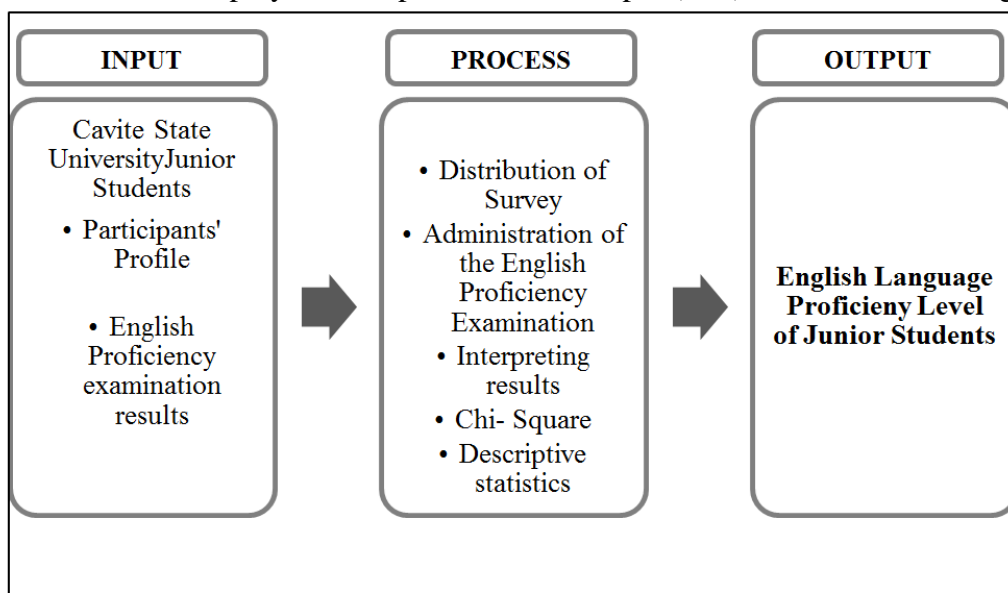 INPUT
PROCESS
OUTPUT
Cavite State
UniversityJunior
Students
• Participants'
Profile
• English
Proficiency
examination
results
• Distribution of
Survey
• Administration of
the English
Proficiency
Examination
• Interpreting
results
• Chi- Square
• Descriptive
statistics
English Language
Proficieny Level
of Junior Students